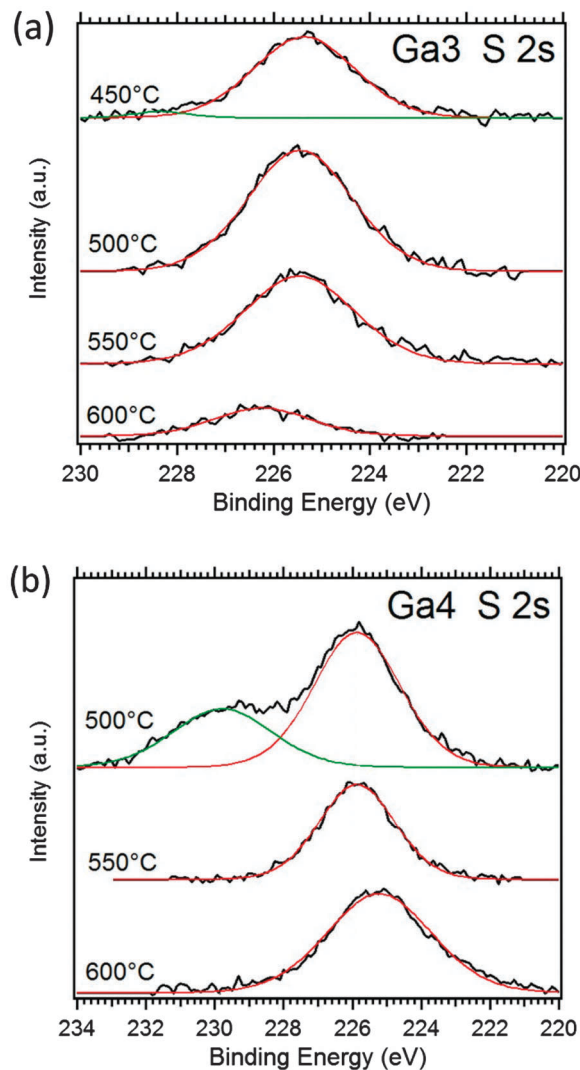 (a)
Ga3 S 2s
450°C
500°C
550°C
600°C
Intensity (a.u.)
230 228 226 224 222 220
Binding Energy (eV)
(b)
Ga4 S 2s
500°C
550°C
600°C
Intensity (a.u.)
234 232 230 228 226 224 222 220
Binding Energy (eV)